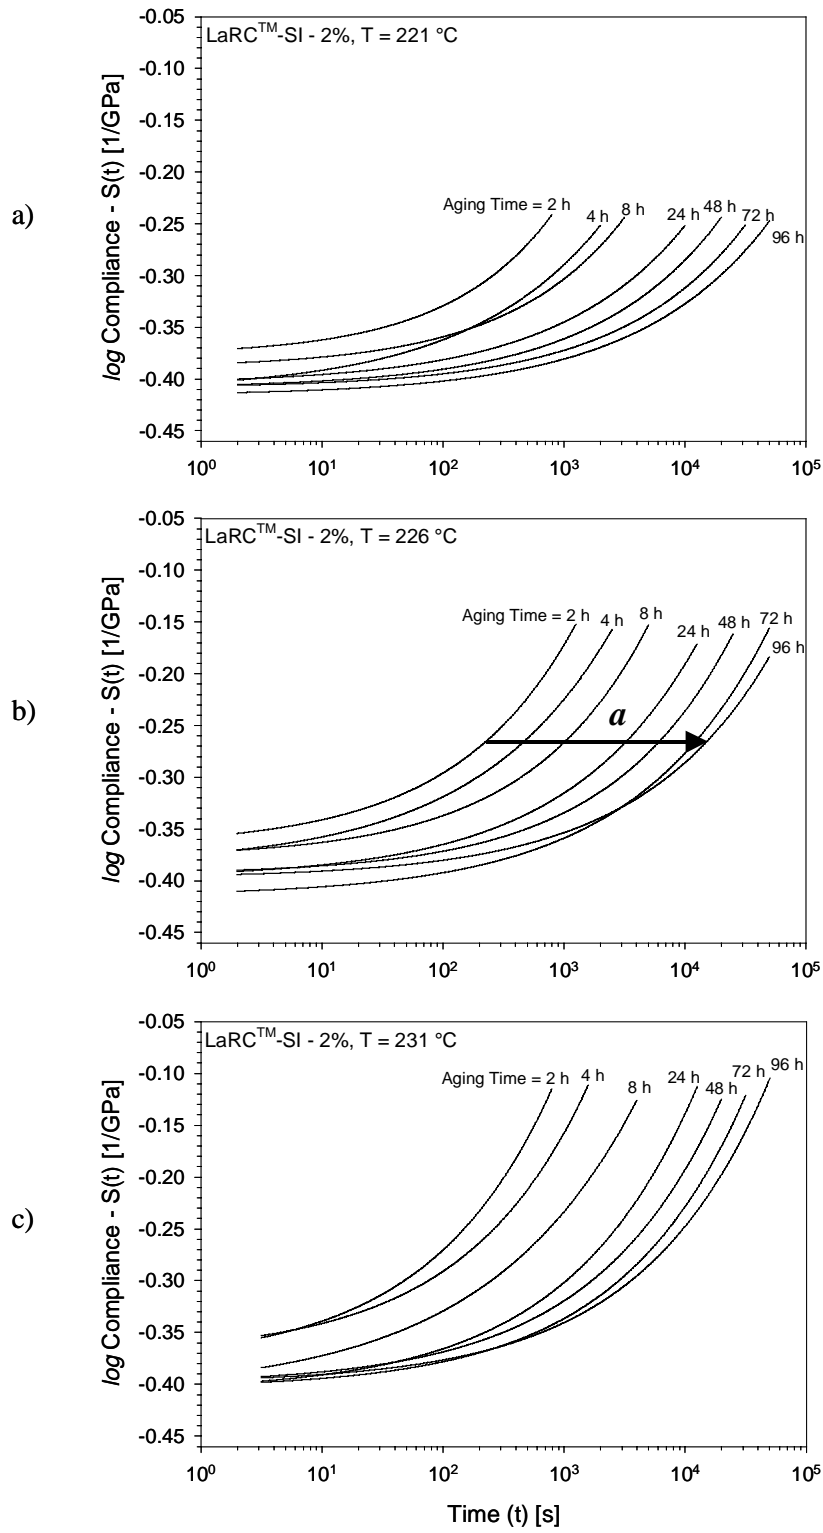 a)
LaRC™-SI - 2%, T = 221 °C
log Compliance - S(t) [1/GPa]
-0.05
-0.10
-0.15
-0.20
-0.25
-0.30
-0.35
-0.40
-0.45
Aging Time = 2 h
4 h
8 h
24 h
48 h
72 h
96 h
10⁰ 10¹ 10² 10³ 10⁴ 10⁵
b)
LaRC™-SI - 2%, T = 226 °C
log Compliance - S(t) [1/GPa]
-0.05
-0.10
-0.15
-0.20
-0.25
-0.30
-0.35
-0.40
-0.45
Aging Time = 2 h
4 h
8 h
24 h
48 h
72 h
96 h
a
10⁰ 10¹ 10² 10³ 10⁴ 10⁵
c)
LaRC™-SI - 2%, T = 231 °C
log Compliance - S(t) [1/GPa]
-0.05
-0.10
-0.15
-0.20
-0.25
-0.30
-0.35
-0.40
-0.45
Aging Time = 2 h
4 h
8 h
24 h
48 h
72 h
96 h
10⁰ 10¹ 10² 10³ 10⁴ 10⁵
Time (t) [s]